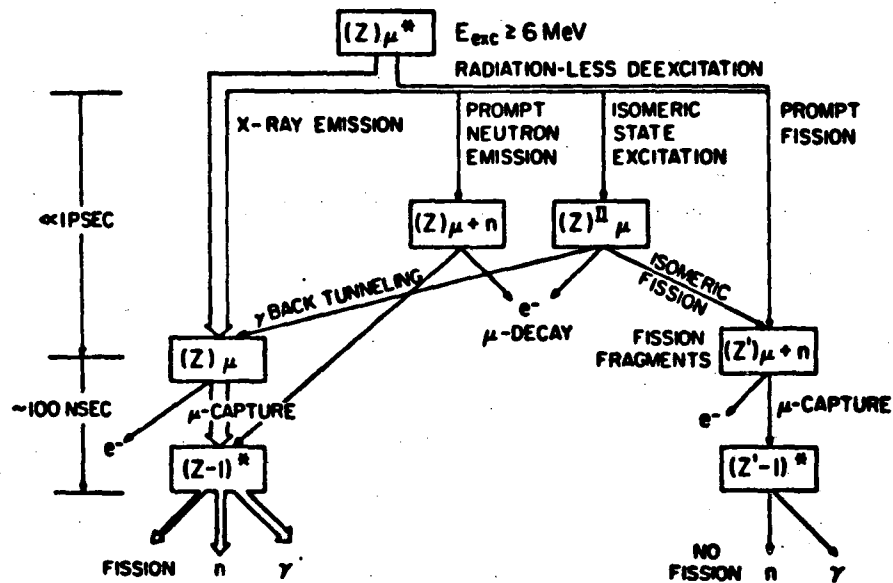 (Z)μ* E_exc ≥ 6 MeV
RADIATION-LESS DEEXCITATION
X-RAY EMISSION
PROMPT
NEUTRON
EMISSION
ISOMERIC
STATE
EXCITATION
PROMPT
FISSION
≪1PSEC
(Z)μ + n
(Z)ᴵᴵ μ
γ BACK TUNNELING
e-
μ-DECAY
ISOMERIC
FISSION
(Z) μ
FISSION
FRAGMENTS
(Z')μ + n
~100 NSEC
e-
μ-CAPTURE
e-
μ-CAPTURE
(Z-1)*
(Z'-1)*
FISSION n γ
NO
FISSION n γ